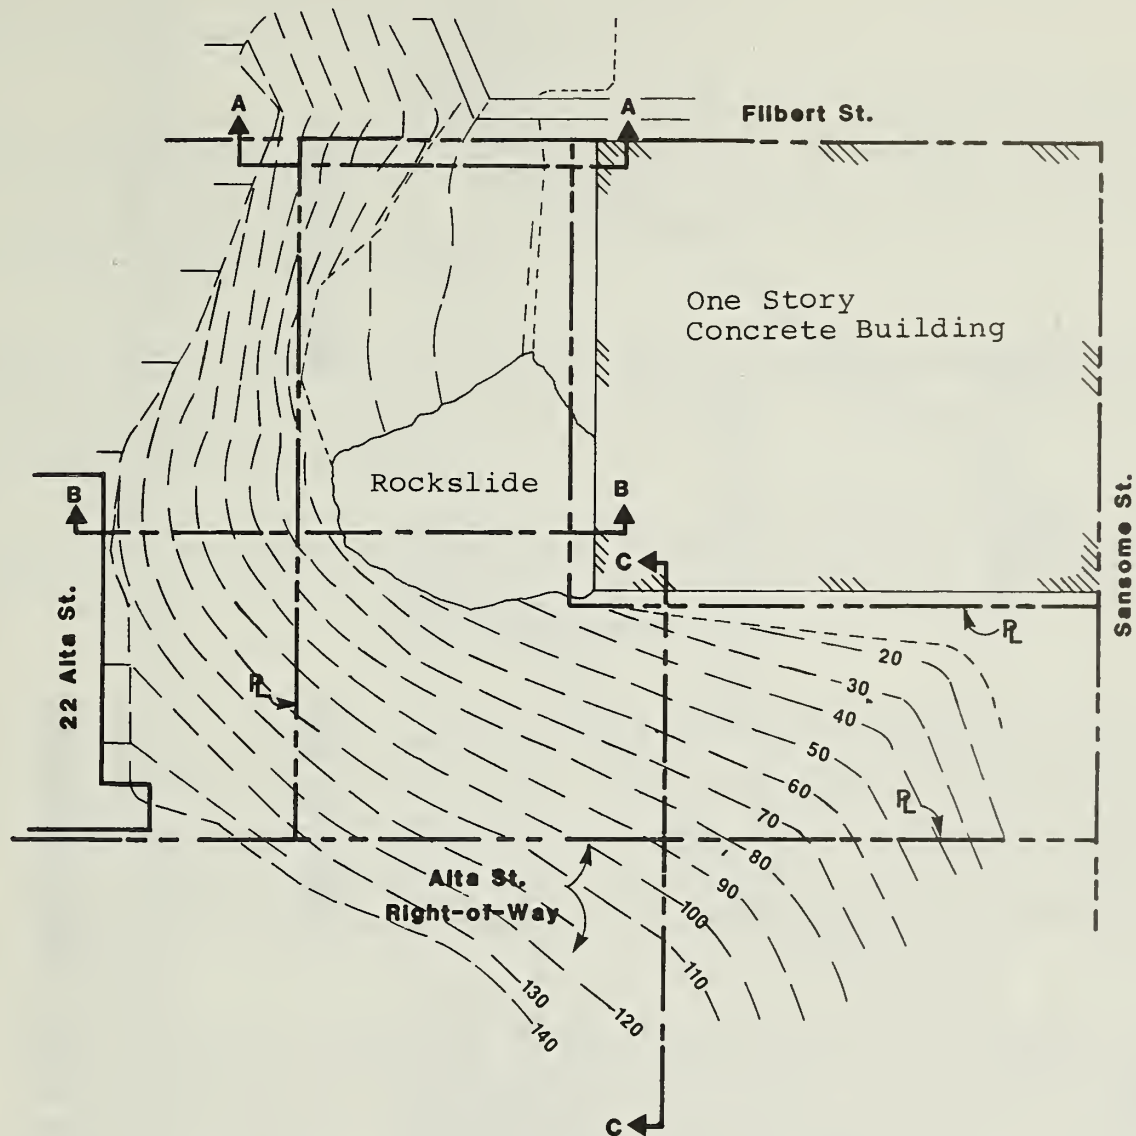 A
A
Filbert St.
One Story
Concrete Building
Rockslide
B
B
C
22 Alta St.
Sansome St.
PL
20
30
PL
40
50
60
PL
70
80
Alta St.
Right-of-Way
90
100
110
130
120
140
C